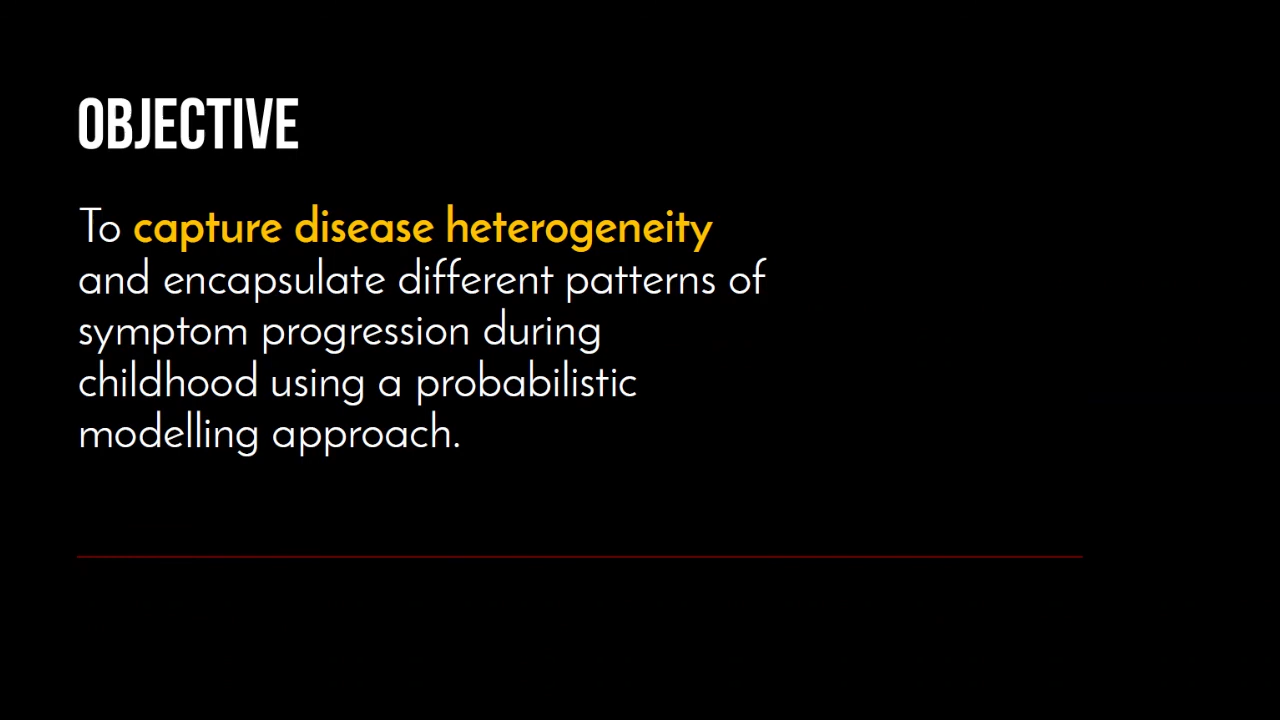 OBJECTIVE
To capture disease heterogeneity
and encapsulate different patterns of
symptom progression during
childhood using a probabilistic
modelling approach.